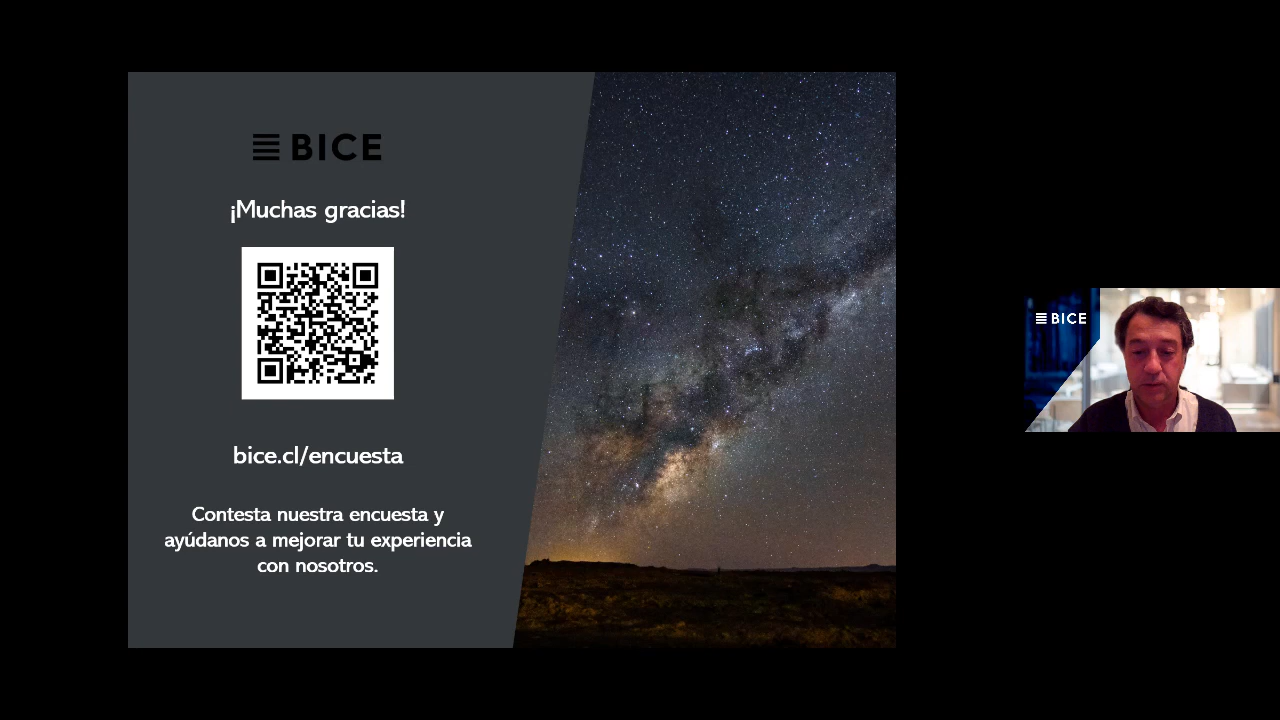 BICE
¡Muchas gracias!
bice.cl/encuesta
Contesta nuestra encuesta y
ayúdanos a mejorar tu experiencia
con nosotros.
BICE